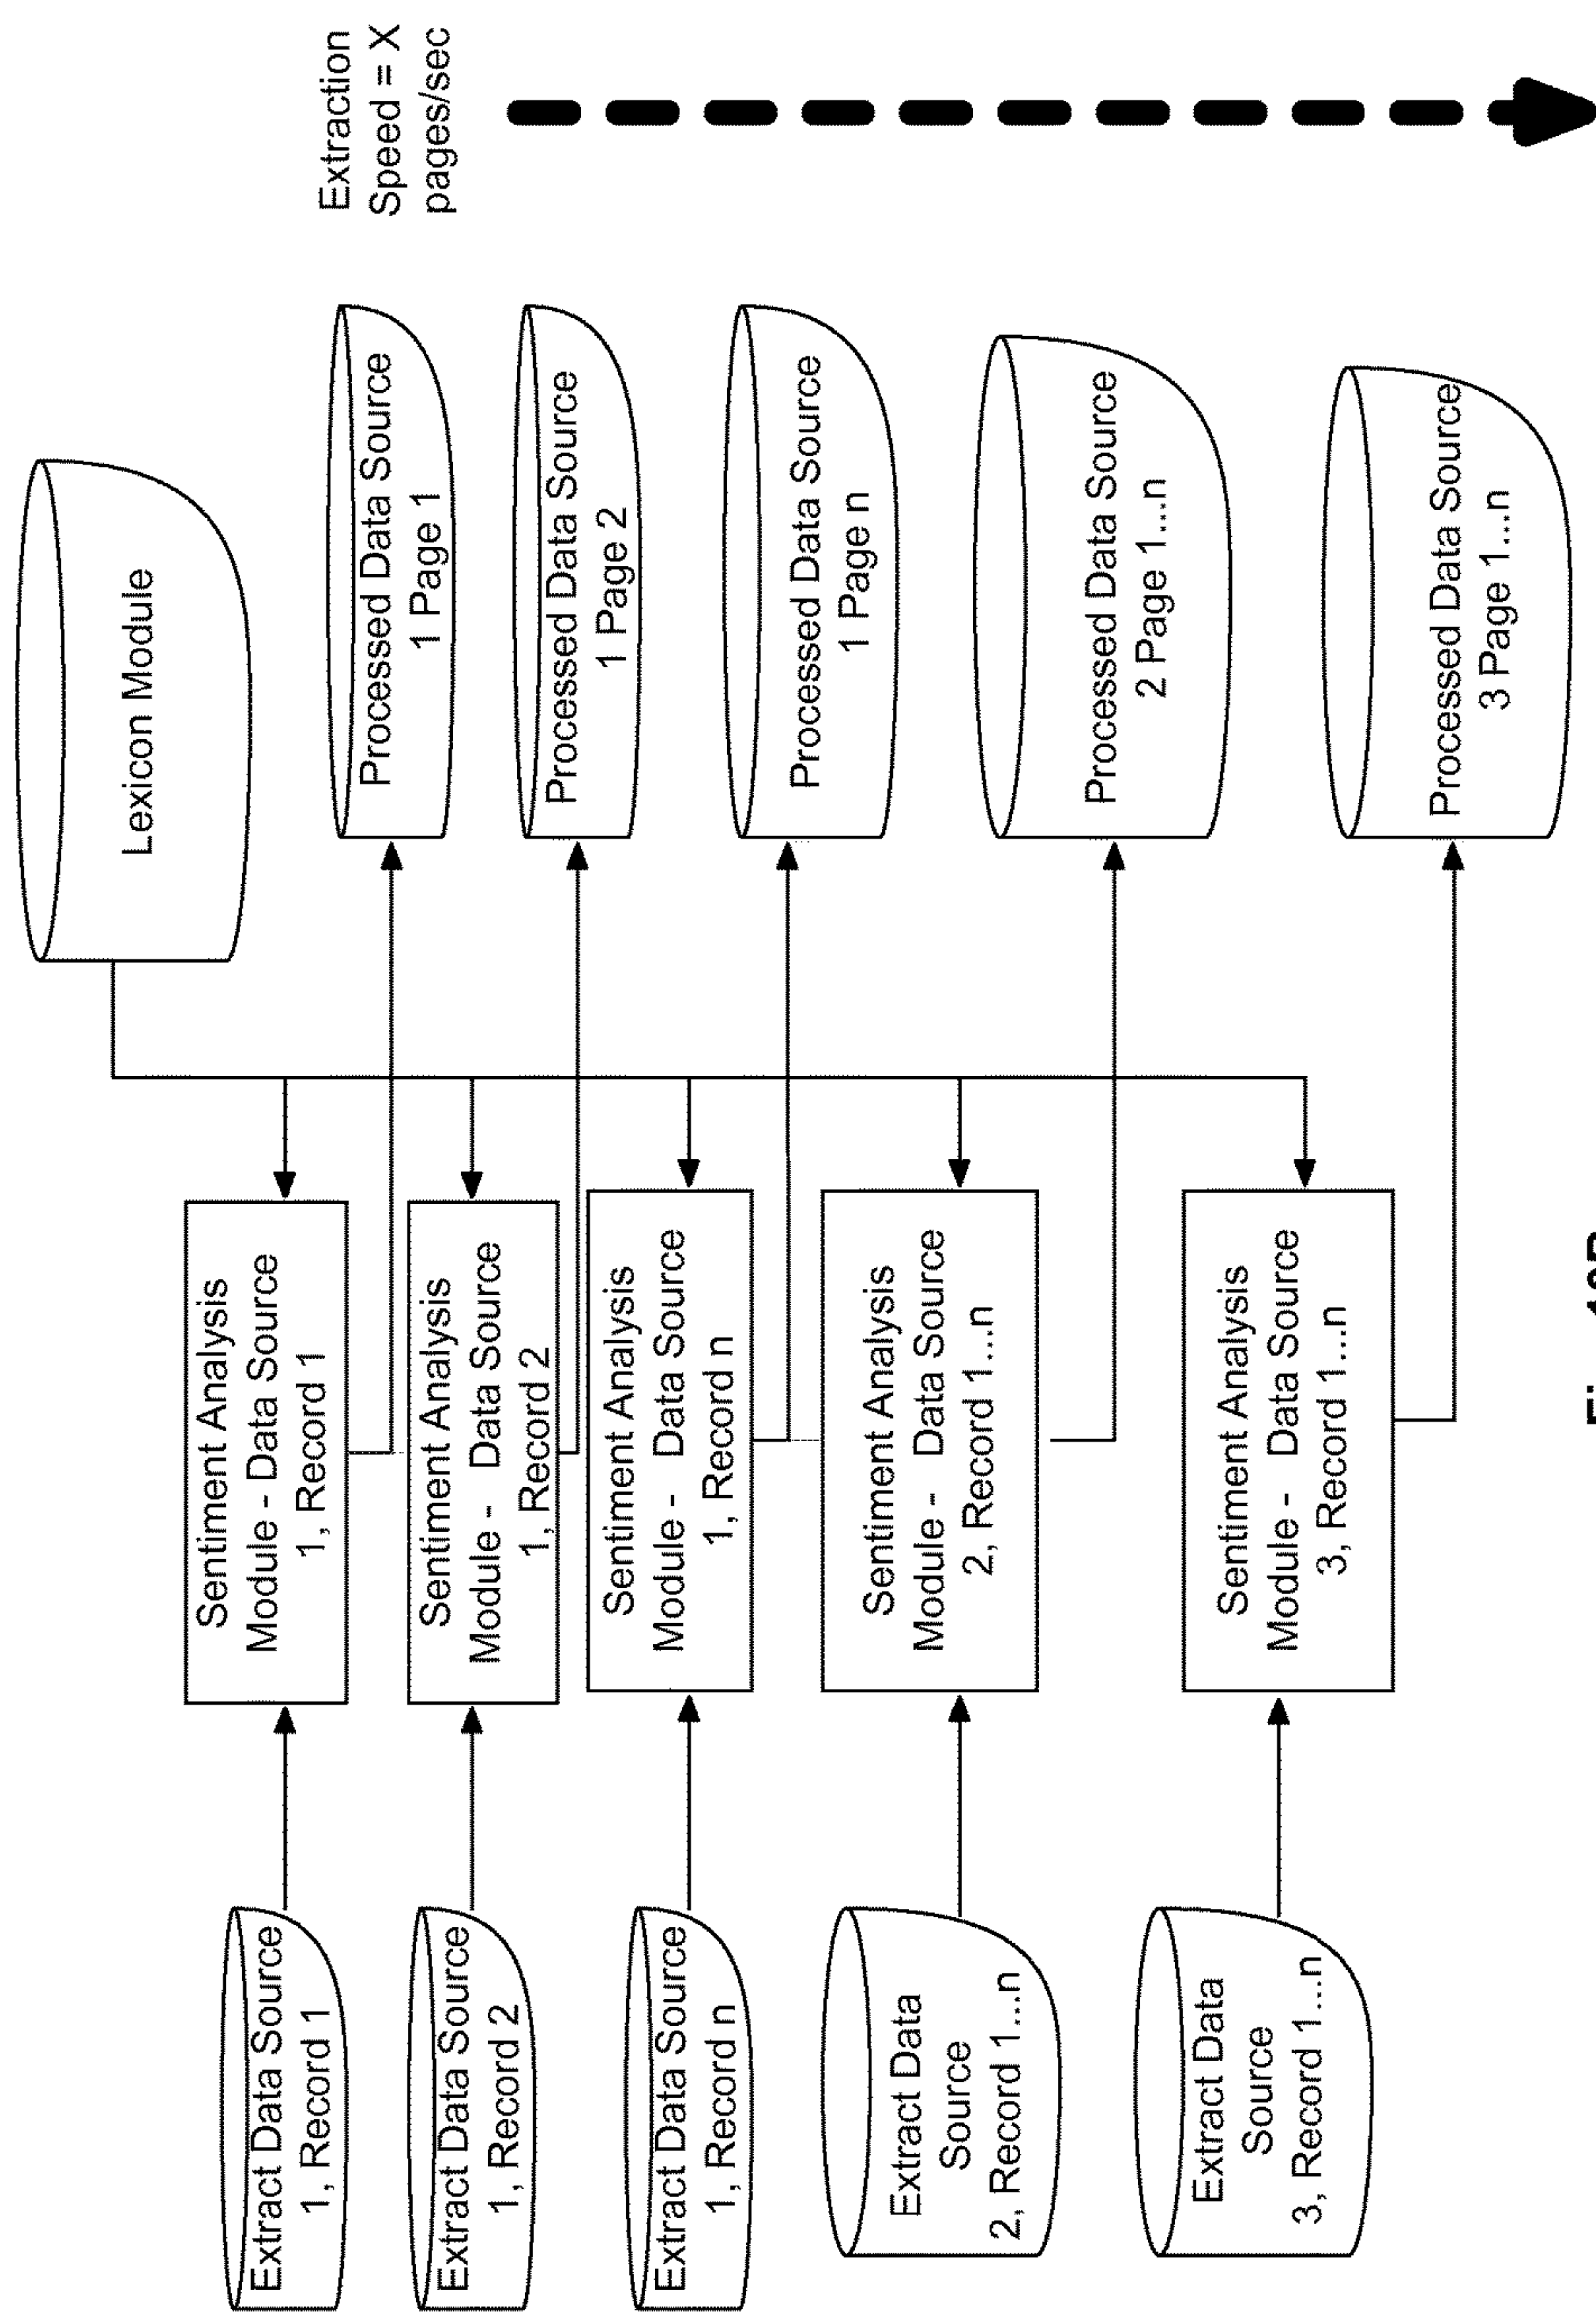 Lexicon Module
Extraction
Speed = X
pages/sec
Extract Data Source
1, Record 1
Sentiment Analysis
Module - Data Source
1, Record 1
Processed Data Source
1 Page 1
Extract Data Source
1, Record 2
Sentiment Analysis
Module - Data Source
1, Record 2
Processed Data Source
1 Page 2
Extract Data Source
1, Record n
Sentiment Analysis
Module - Data Source
1, Record n
Processed Data Source
1 Page n
Extract Data
Source
2, Record 1...n
Sentiment Analysis
Module - Data Source
2, Record 1...n
Processed Data Source
2 Page 1...n
Extract Data
Source
3, Record 1...n
Sentiment Analysis
Module - Data Source
3, Record 1...n
Processed Data Source
3 Page 1...n